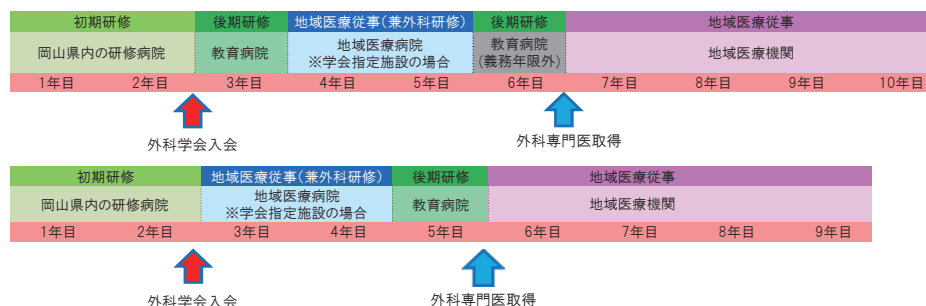 初期研修 後期研修 地域医療従事(兼外科研修) 後期研修 地域医療従事
岡山県内の研修病院 教育病院 地域医療病院 ※学会指定施設の場合 教育病院 (義務年限外) 地域医療機関
1年目 2年目 3年目 4年目 5年目 6年目 7年目 8年目 9年目 10年目
外科学会入会 外科専門医取得
初期研修 地域医療従事(兼外科研修) 後期研修 地域医療従事
岡山県内の研修病院 地域医療病院 ※学会指定施設の場合 教育病院 地域医療機関
1年目 2年目 3年目 4年目 5年目 6年目 7年目 8年目 9年目
外科学会入会 外科専門医取得